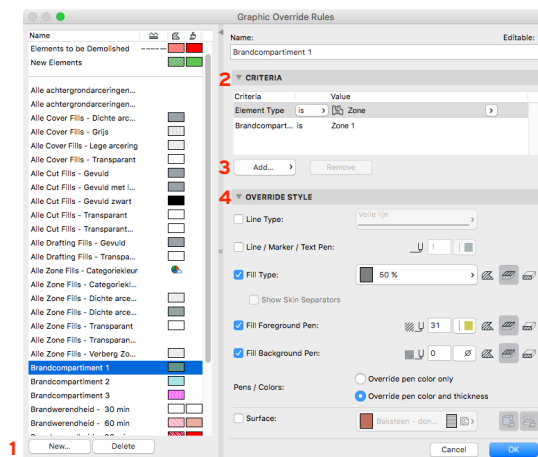 Graphic Override Rules
Name
Elements to be Demolished
New Elements
Alle achtergrondarceringen...
Alle achtergrondarceringen...
Alle Cover Fills - Dichte arc...
Alle Cover Fills - Grijs
Alle Cover Fills - Lege arcering
Alle Cover Fills - Transparant
Alle Cut Fills - Gevuld
Alle Cut Fills - Gevuld met l...
Alle Cut Fills - Gevuld zwart
Alle Cut Fills - Transparant
Alle Cut Fills - Transparant...
Alle Drafting Fills - Gevuld
Alle Drafting Fills - Transpa...
Alle Zone Fills - Categoriekleur
Alle Zone Fills - Categoriekl...
Alle Zone Fills - Dichte arce...
Alle Zone Fills - Dichte arce...
Alle Zone Fills - Transparant
Alle Zone Fills - Transparan...
Alle Zone Fills - Verberg Zo...
Brandcompartiment 1
Brandcompartiment 2
Brandcompartiment 3
Brandwerendheid - 30 min
Brandwerendheid - 60 min
1
New...
Delete
Name:
Editable:
Brandcompartiment 1
2
CRITERIA
Criteria
Value
Element Type
is
Zone
Brandcompart...
is
Zone 1
3
Add...
Remove
4
OVERRIDE STYLE
Line Type:
Volle lijn
Line / Marker / Text Pen:
1
Fill Type:
50 %
Show Skin Separators
Fill Foreground Pen:
31
Fill Background Pen:
0
Pens / Colors:
Override pen color only
Override pen color and thickness
Surface:
Baksteen - don...
Cancel
OK